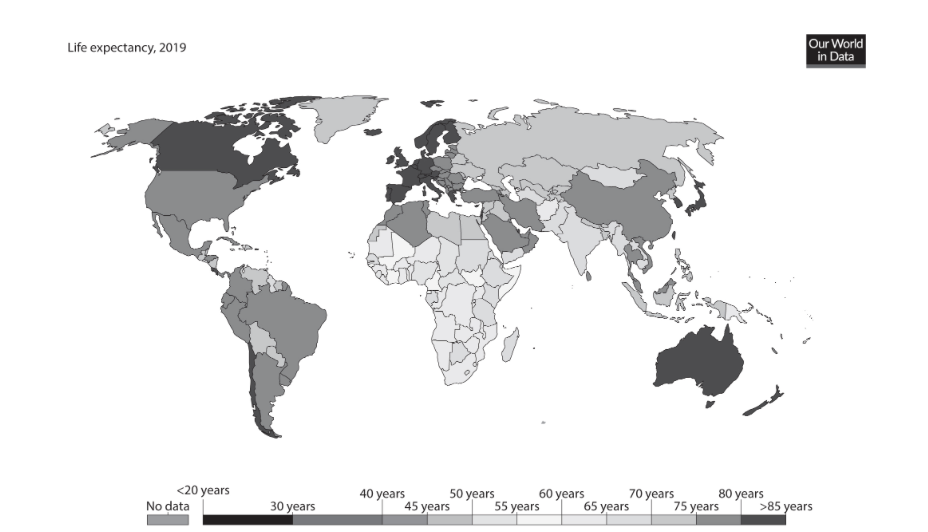 Life expectancy, 2019
Our World
in Data
<20 years 40 years 50 years 60 years 70 years 80 years
No data 30 years 45 years 55 years 65 years 75 years >85 years